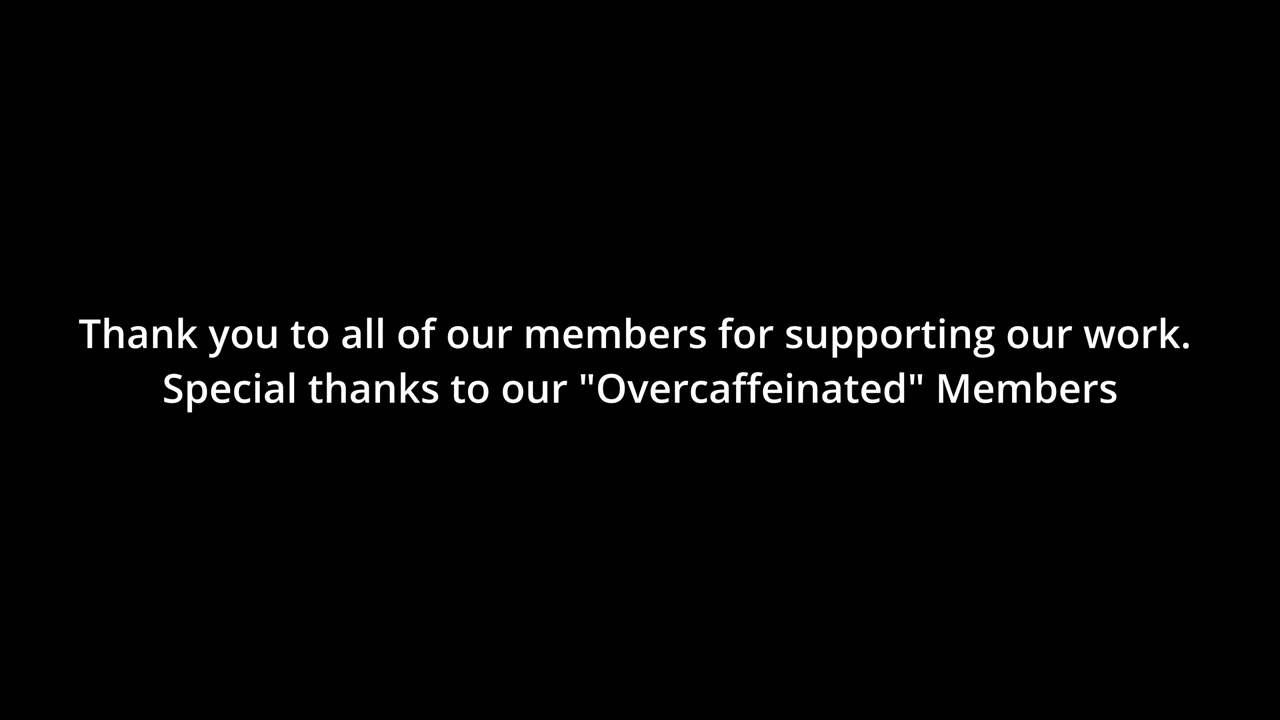 Thank you to all of our members for supporting our work.
Special thanks to our "Overcaffeinated" Members